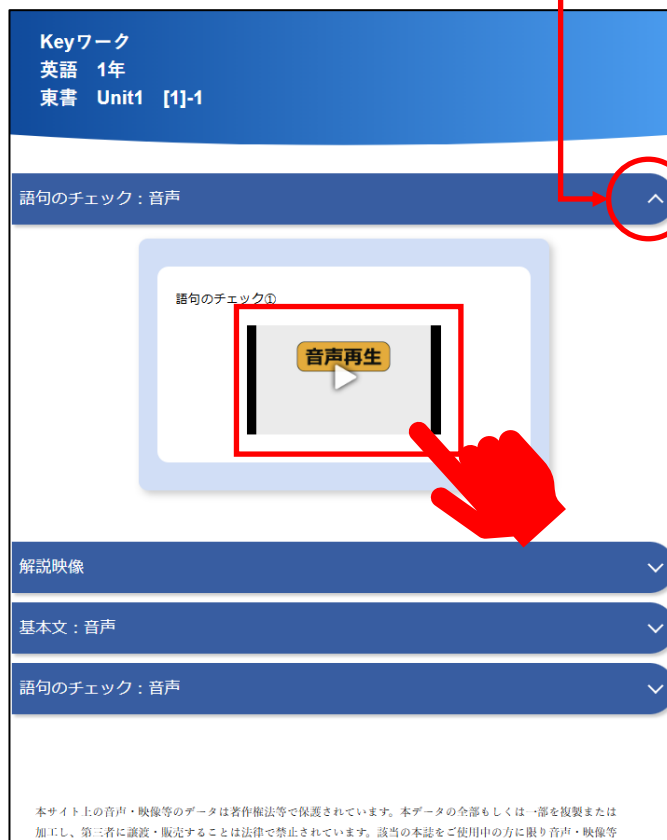 Keyワーク
英語 1年
東書 Unit1 [1]-1
語句のチェック：音声
語句のチェック①
音声再生
解説映像
基本文：音声
語句のチェック：音声
本サイト上の音声・映像等のデータは著作権法等で保護されています。本データの全部もしくは一部を複製または
加工し、第三者に譲渡・販売することは法律で禁止されています。該当の本誌をご使用中の方に限り音声・映像等